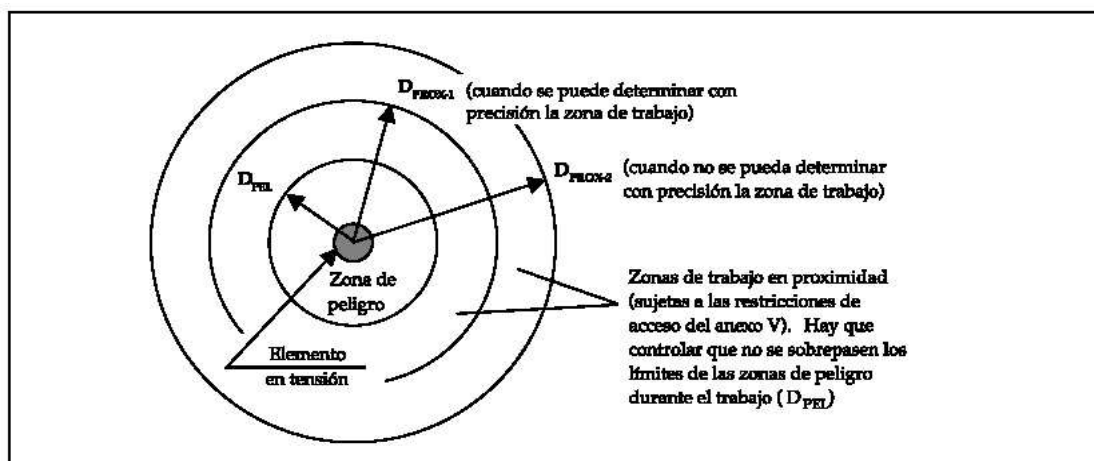 D_PROX-1 (cuando se puede determinar con
precisión la zona de trabajo)
D_PEL
D_PROX-2 (cuando no se pueda determinar
con precisión la zona de trabajo)
Zona de
peligro
Elemento
en tensión
Zonas de trabajo en proximidad
(sujetas a las restricciones de
acceso del anexo V). Hay que
controlar que no se sobrepasen los
límites de las zonas de peligro
durante el trabajo ( D_PEL)